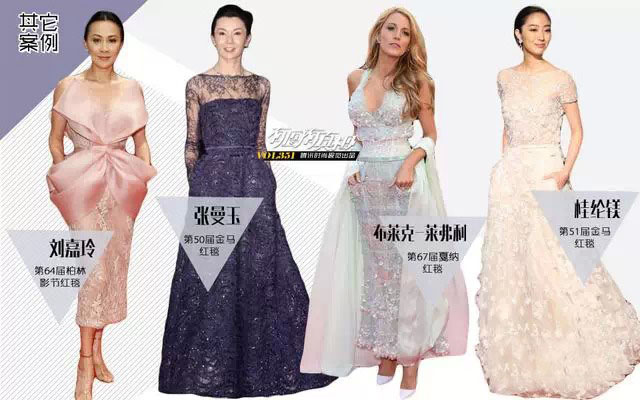 其它
案例
VOL.351 腾讯时尚视觉出品
刘嘉玲
第64届柏林
影节红毯
张曼玉
第50届金马
红毯
布莱克-莱弗利
第67届戛纳
红毯
桂纶镁
第51届金马
红毯